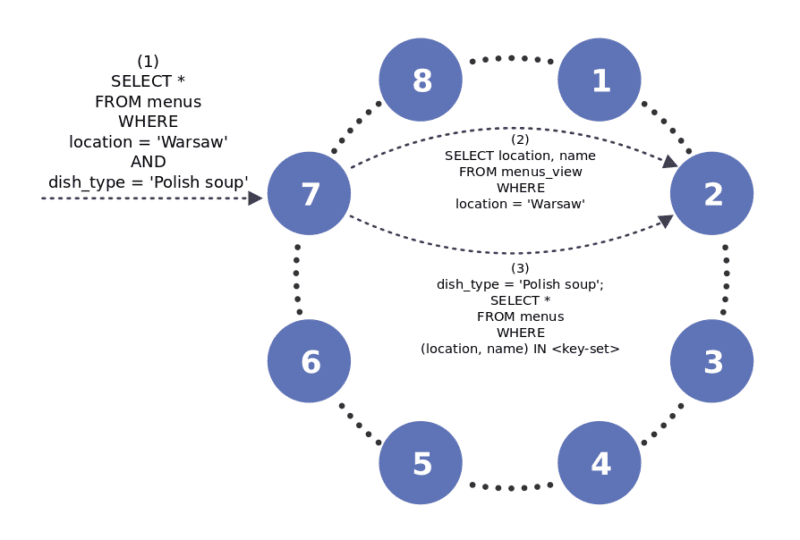 (1)
SELECT *
FROM menus
WHERE
location = 'Warsaw'
AND
dish_type = 'Polish soup'
8
1
(2)
SELECT location, name
FROM menus_view
WHERE
location = 'Warsaw'
7
2
(3)
dish_type = 'Polish soup';
SELECT *
FROM menus
WHERE
(location, name) IN <key-set>
6
3
5
4